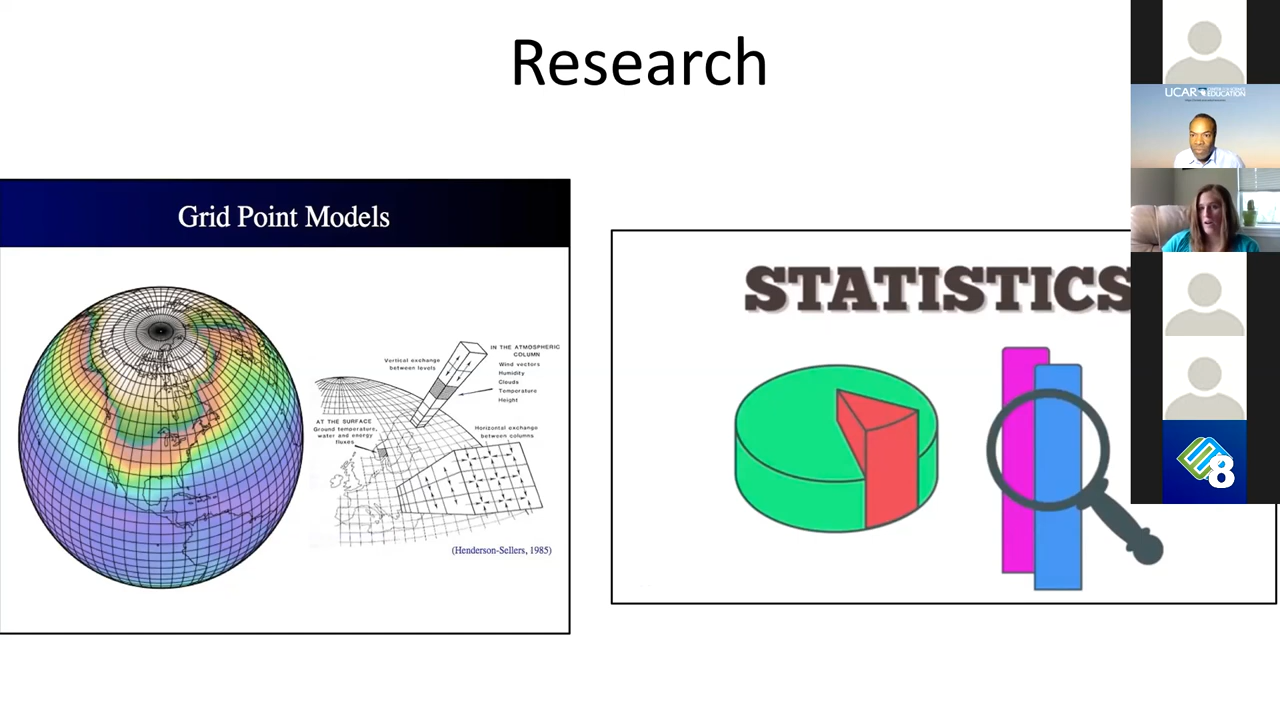 Research
Grid Point Models
Vertical exchange
between levels
IN THE ATMOSPHERIC
COLUMN
Wind vectors
Humidity
Clouds
Temperature
Height
AT THE SURFACE
Ground temperature,
water and energy
fluxes
Horizontal exchange
between columns
(Henderson-Sellers, 1985)
STATISTICS
UCAR
EDUCATION
8